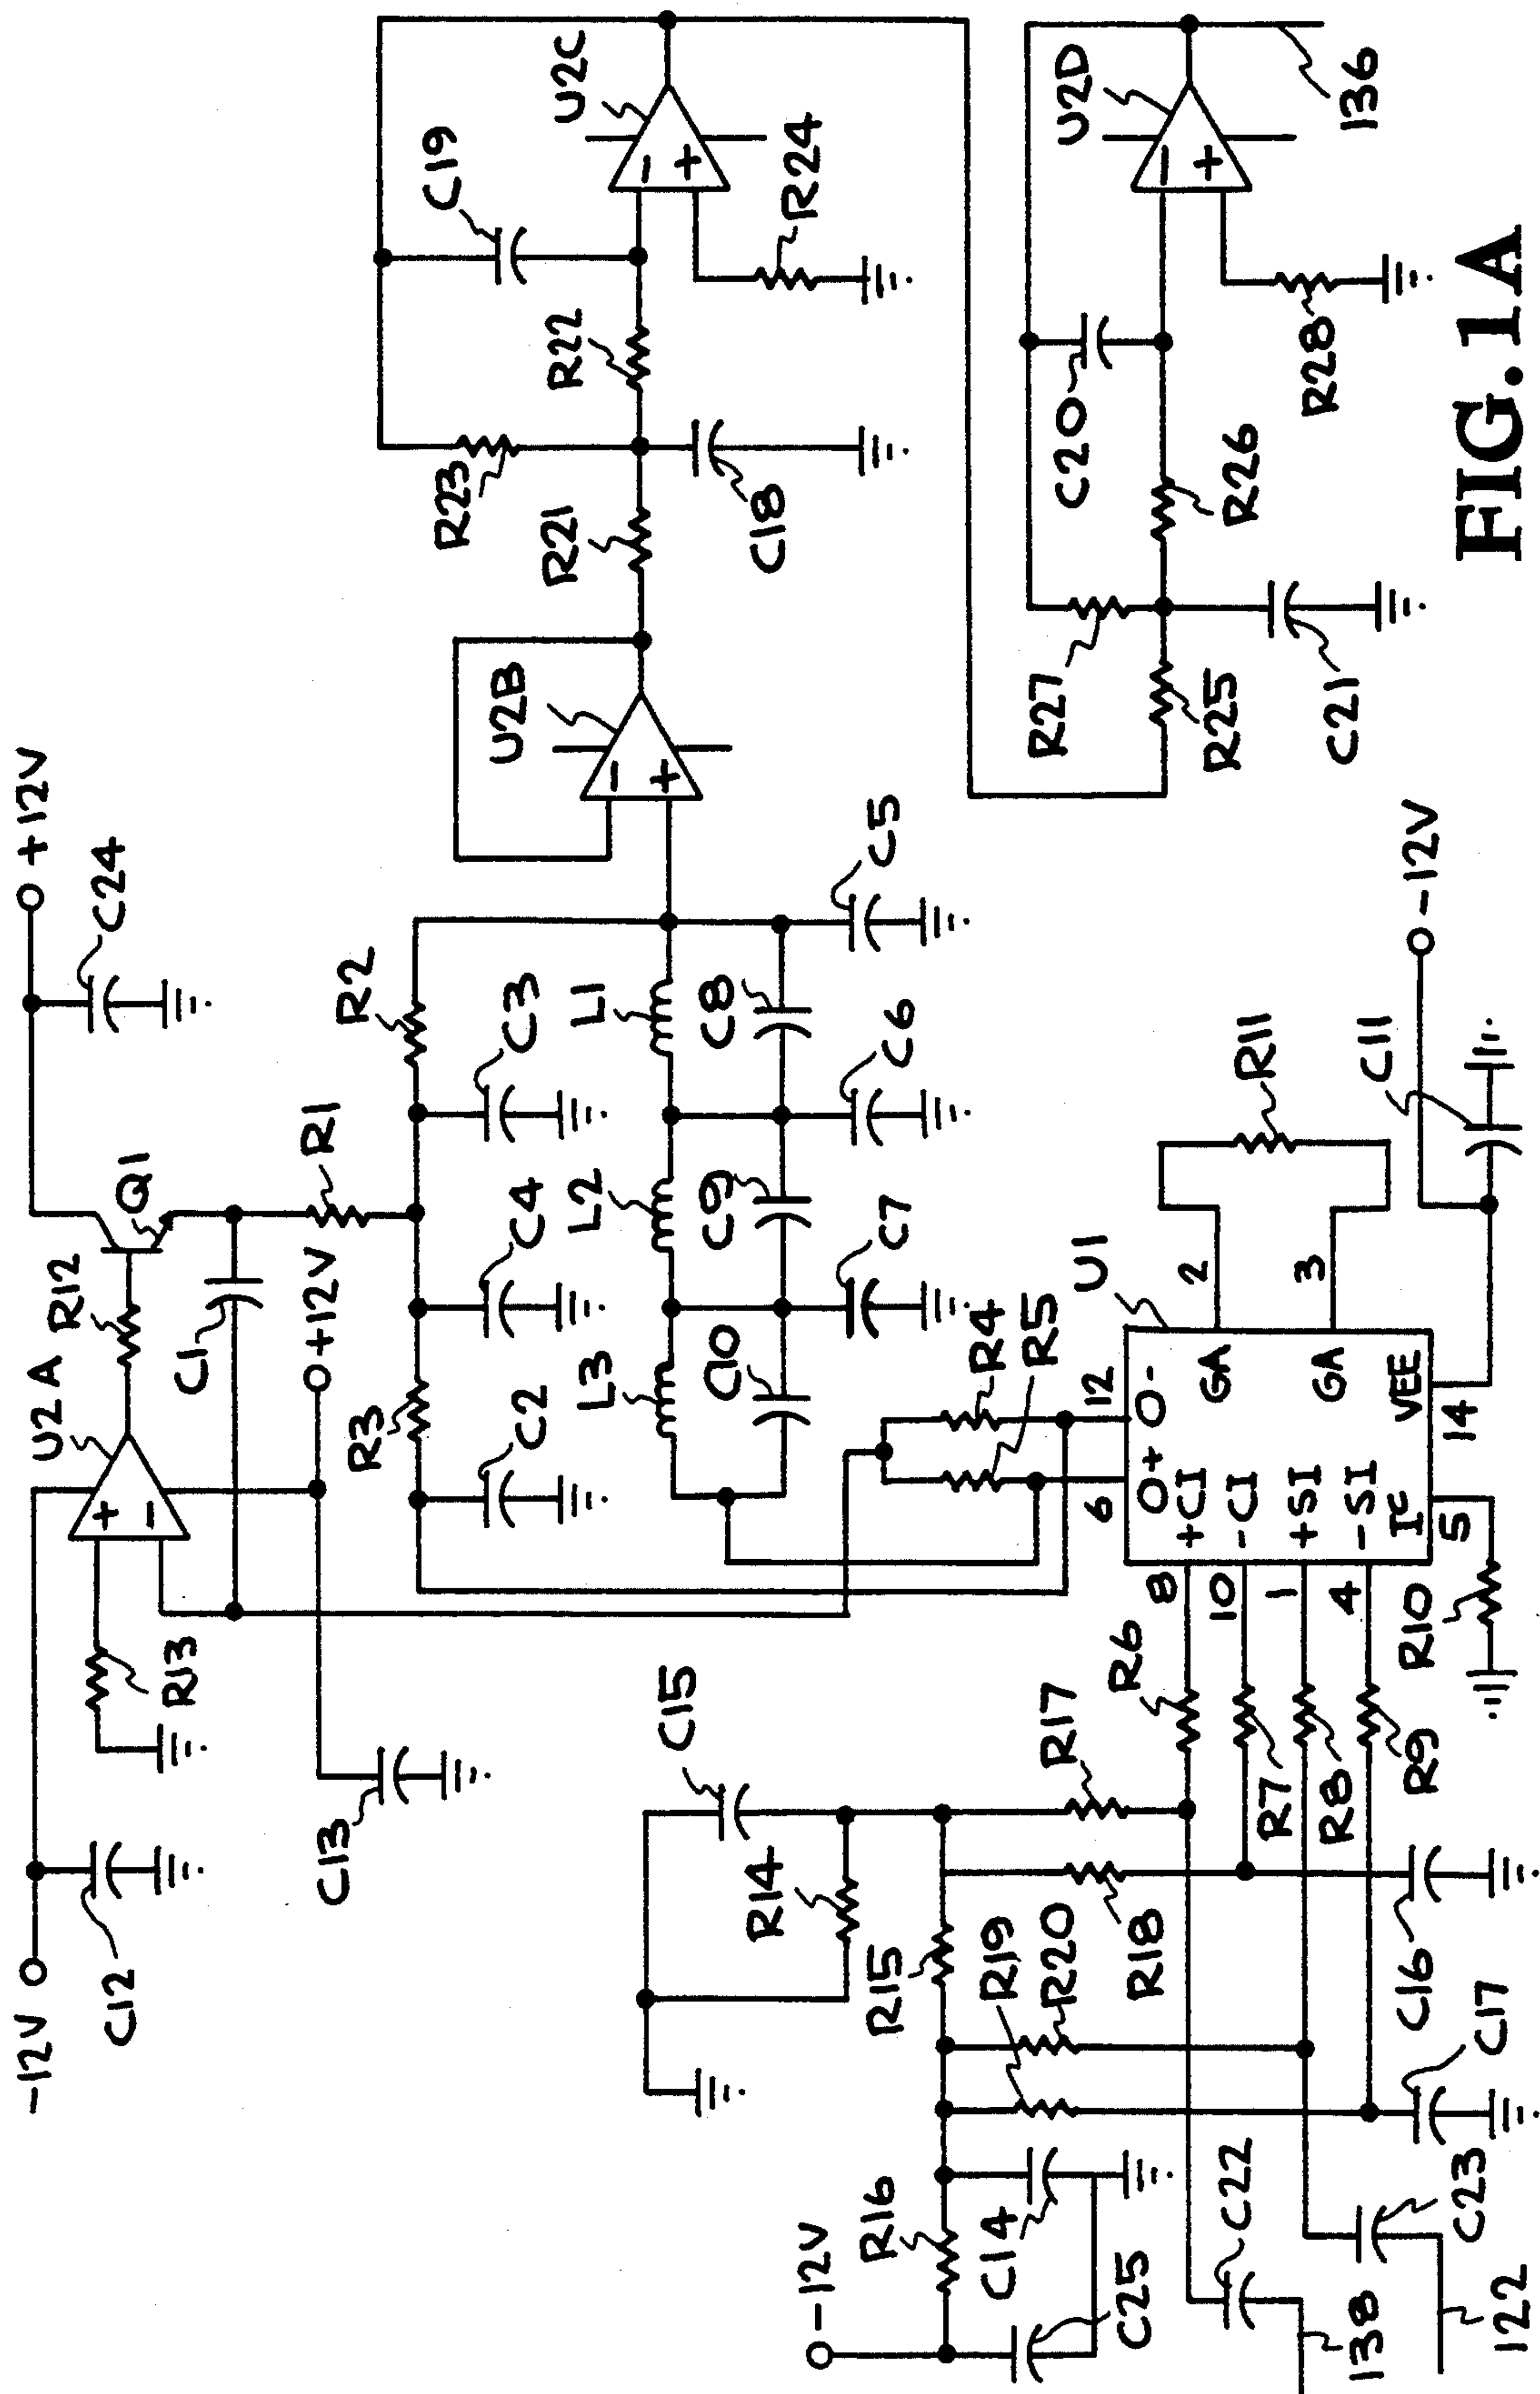 -12V
C12
R13
U2A
R12
Q1
C24
+12V
C13
C1
+12V
R1
R3
C2
C4
C3
R2
L3
L2
L1
C10
C9
C8
C7
C6
C5
U2B
R21
R23
C18
R22
C19
U2C
R24
R27
R25
C21
C20
R26
R28
U2D
136
C15
R14
R15
R17
R19
R20
R18
R16
C14
C25
-12V
C22
138
C23
122
C17
C16
R6
R7
R8
R9
R10
8
10
1
4
5
6
12
2
3
14
R4
R5
U1
O+
O-
+CI
-CI
+SI
-SI
IC
GA
GA
VEE
R11
C11
-12V
FIG. 1A